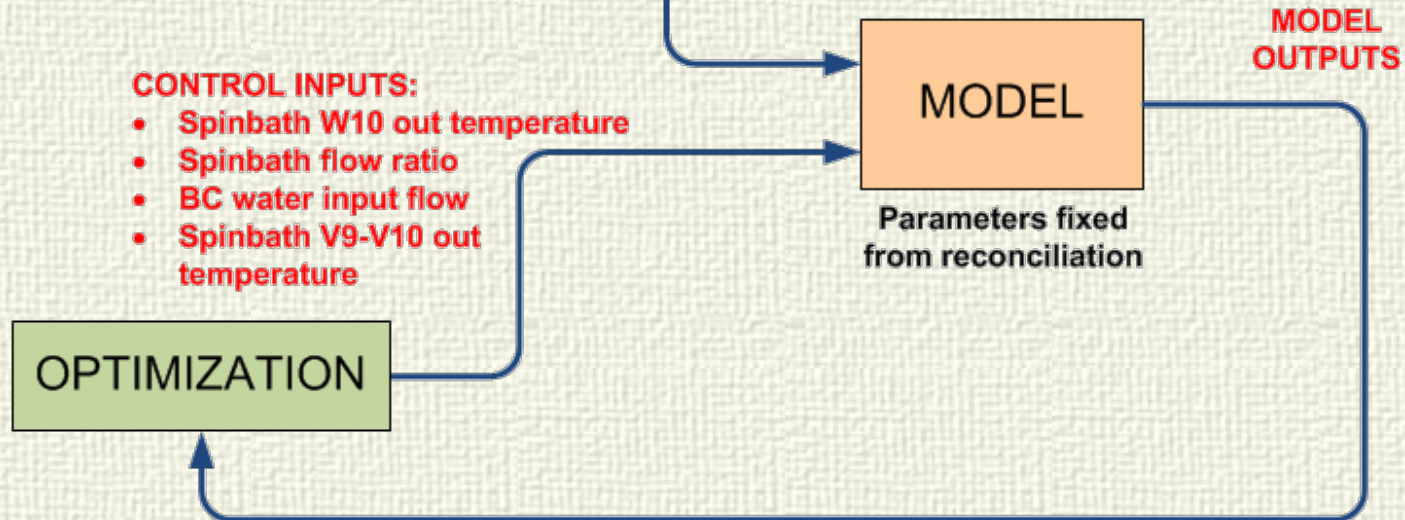 MODEL
OUTPUTS
CONTROL INPUTS:
• Spinbath W10 out temperature
• Spinbath flow ratio
• BC water input flow
• Spinbath V9-V10 out
temperature
MODEL
Parameters fixed
from reconciliation
OPTIMIZATION